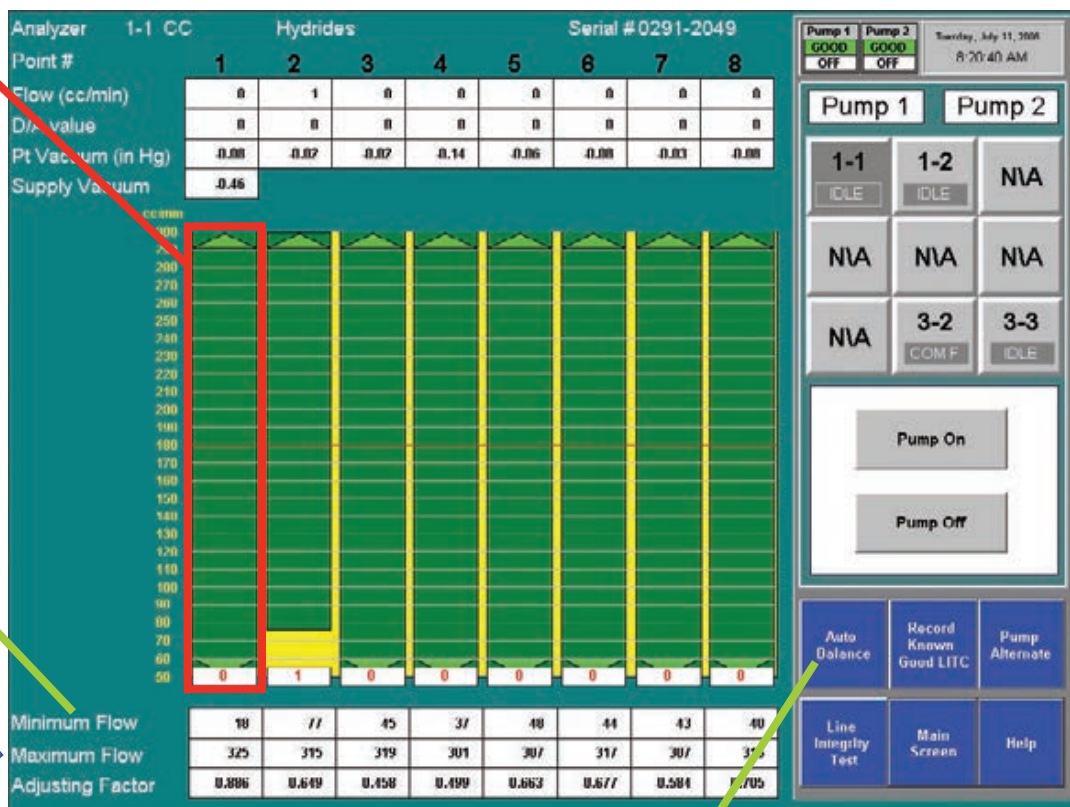 Analyzer 1-1 CC Hydrides Serial # 0291-2049
Point # 1 2 3 4 5 6 7 8
Flow (cc/min) 0 1 0 0 0 0 0 0
D/A value 0 0 0 0 0 0 0 0
Pt Vacuum (in Hg) -0.08 -0.07 -0.07 -0.14 -0.06 -0.08 -0.03 -0.08
Supply Vacuum -0.46
cc/min
280
270
260
250
240
230
220
210
200
190
180
170
160
150
140
130
120
110
100
90
80
70
60
50
0 1 0 0 0 0 0 0
Minimum Flow 18 77 45 37 48 44 43 40
Maximum Flow 325 315 319 301 307 317 307
Adjusting Factor 0.886 0.649 0.458 0.499 0.663 0.677 0.584
Pump 1 Pump 2
GOOD GOOD
OFF OFF
Tuesday, July 11, 2006
8:20:40 AM
Pump 1 Pump 2
1-1 1-2 N\A
IDLE IDLE
N\A N\A N\A
N\A 3-2 3-3
COM F IDLE
Pump On
Pump Off
Auto
Balance
Record
Known
Good LITC
Pump
Alternate
Line
Integrity
Test
Main
Screen
Help